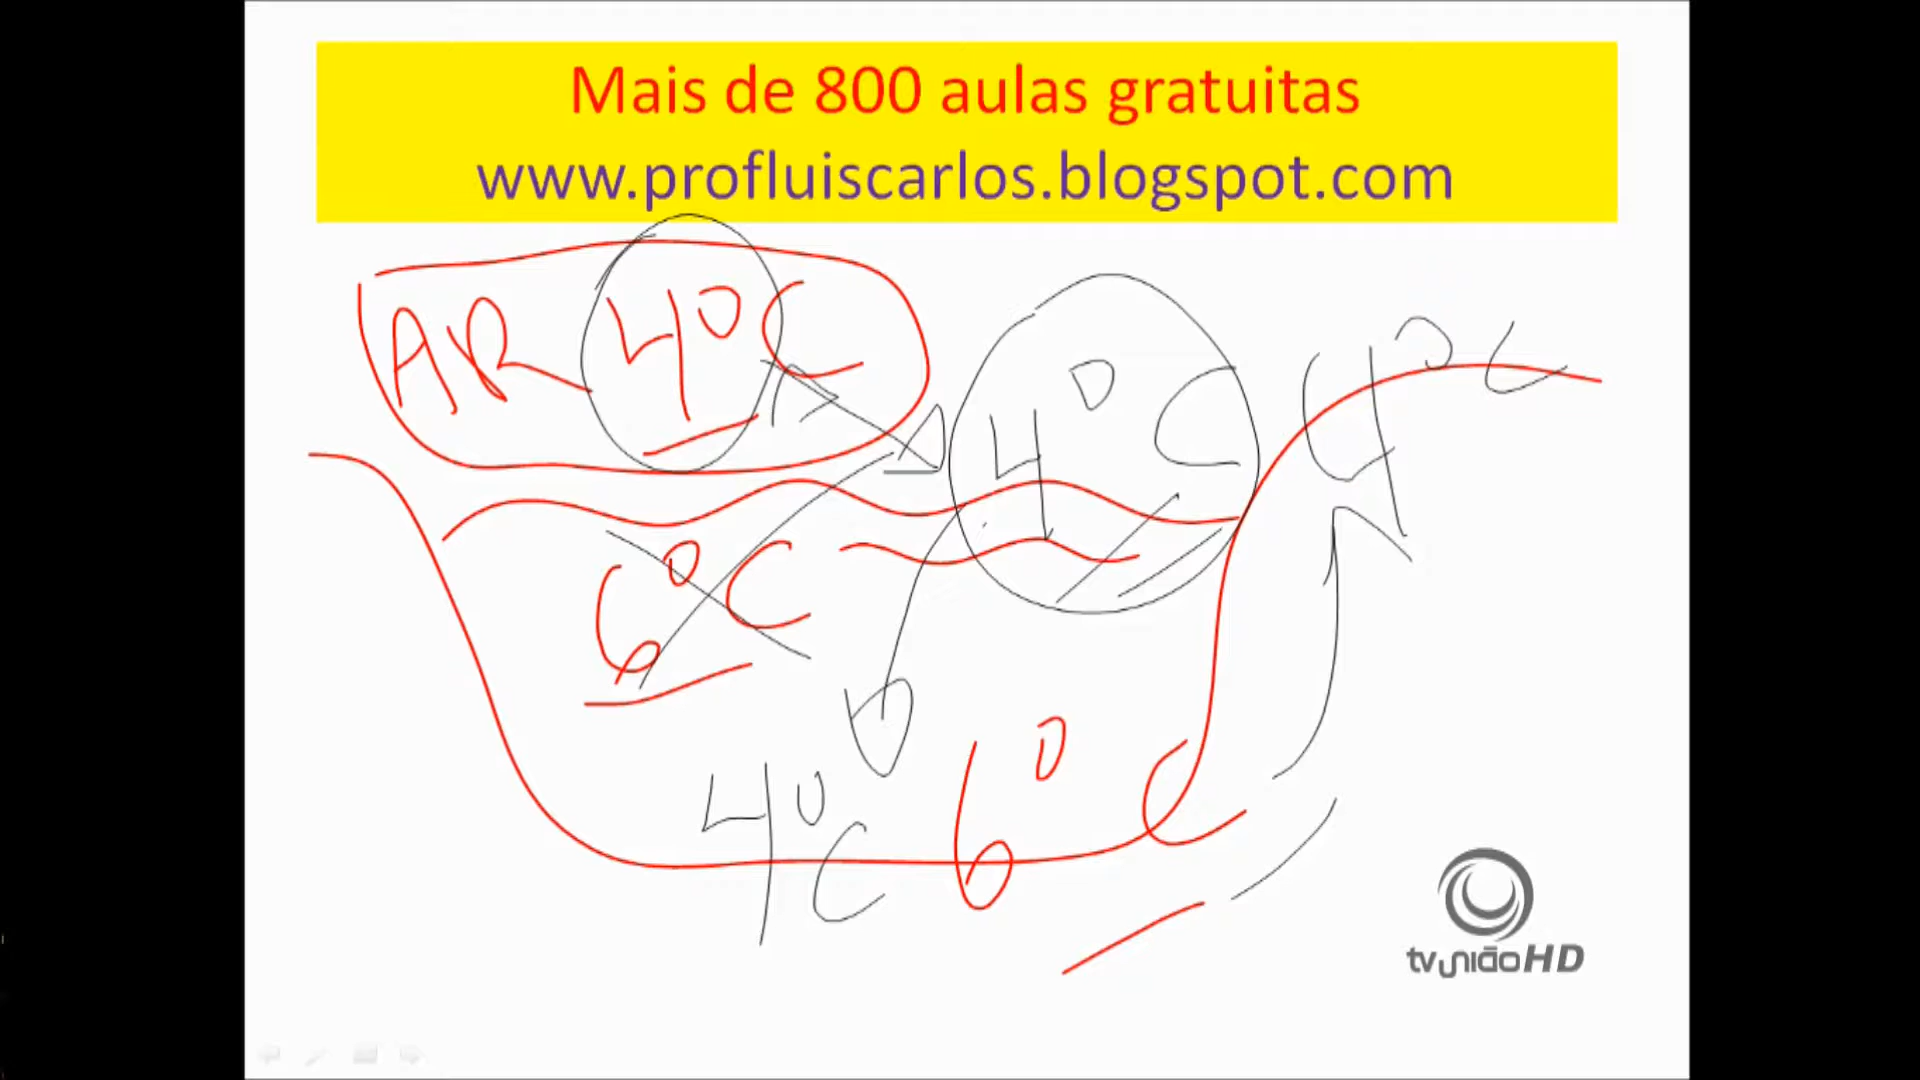 Mais de 800 aulas gratuitas
www.profluiscarlos.blogspot.com
AR 4°C
4°C
4°C
6°C
4°C
6°C
tvuniãoHD